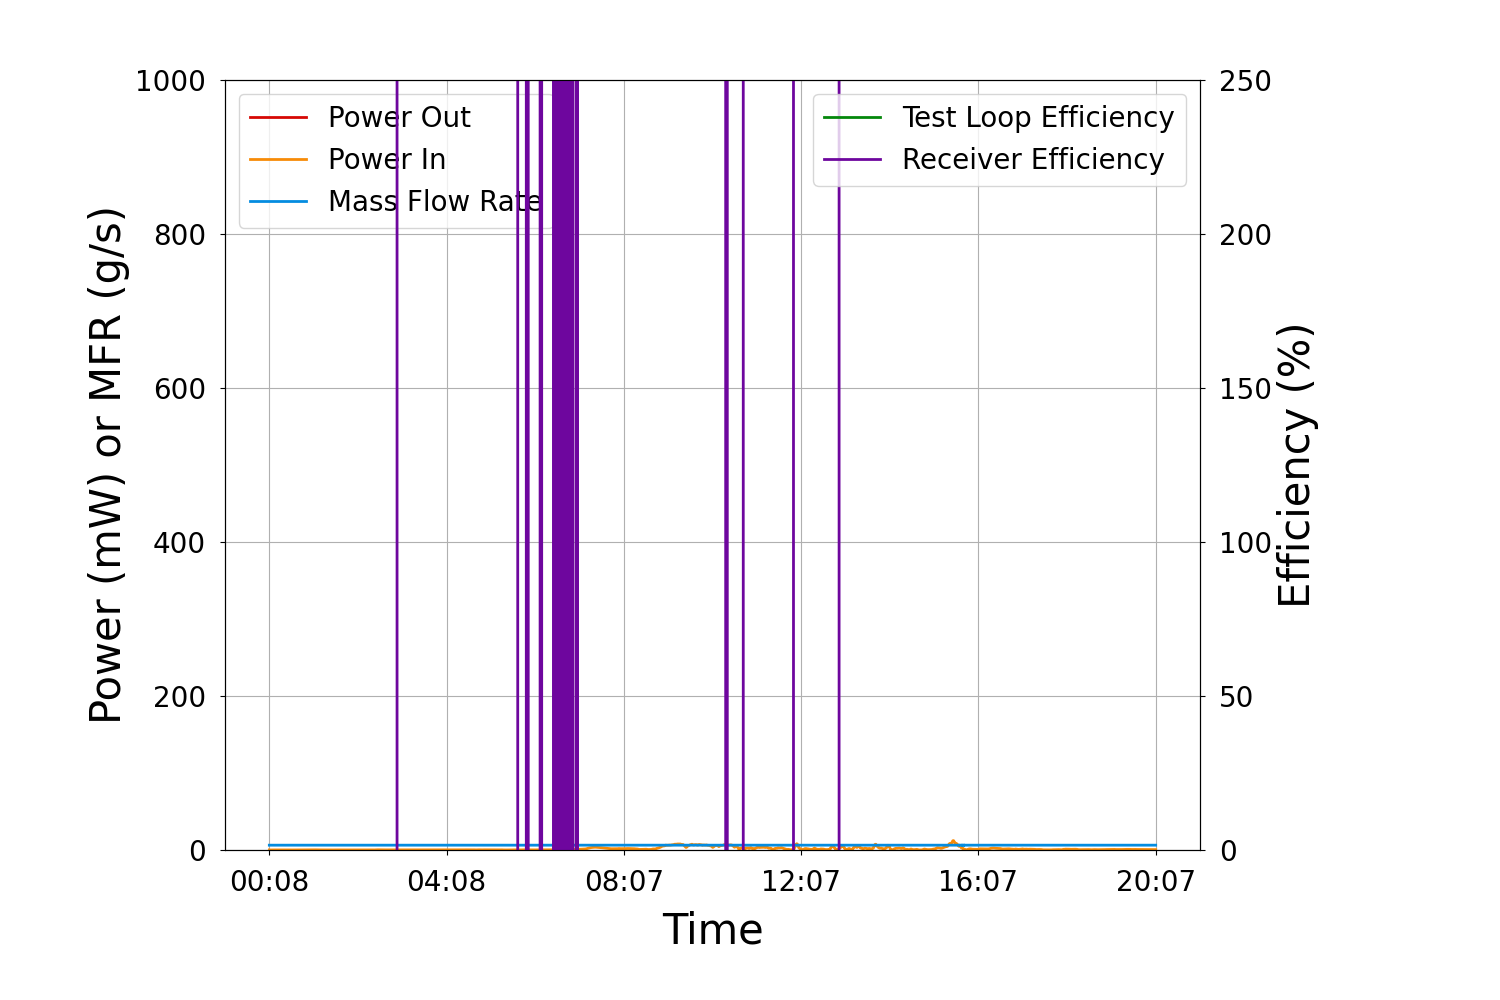 1000
800
600
400
200
0
Power (mW) or MFR (g/s)
Power Out
Power In
Mass Flow Rate
Test Loop Efficiency
Receiver Efficiency
250
200
150
100
50
0
Efficiency (%)
00:08 04:08 08:07 12:07 16:07 20:07
Time